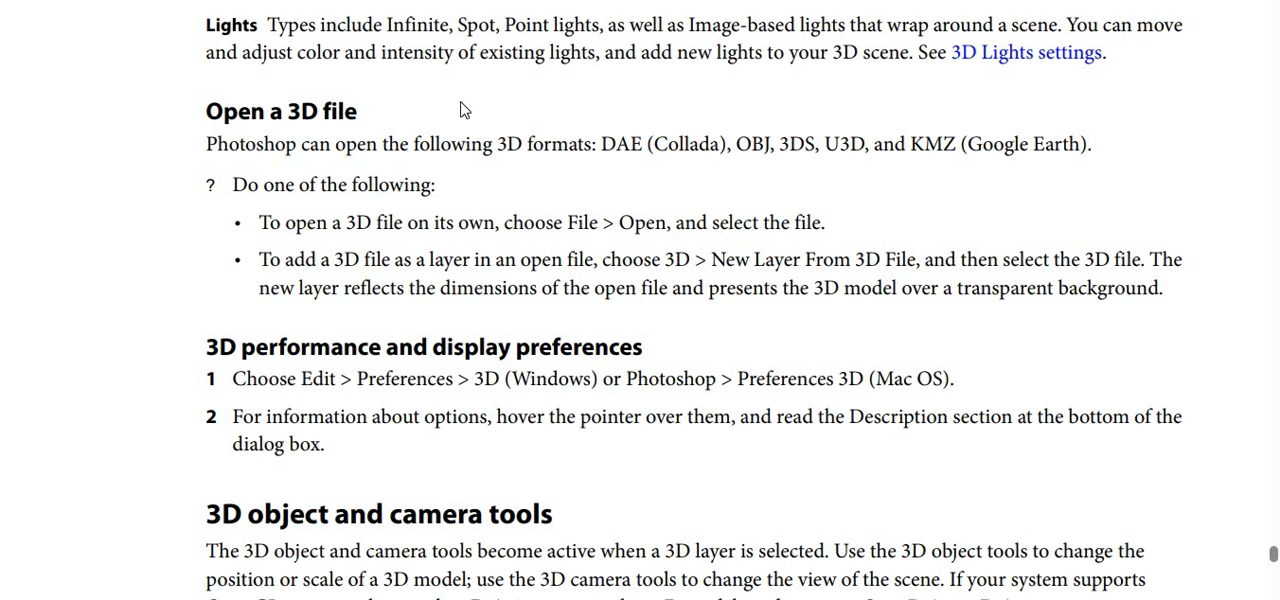 Lights Types include Infinite, Spot, Point lights, as well as Image-based lights that wrap around a scene. You can move
and adjust color and intensity of existing lights, and add new lights to your 3D scene. See 3D Lights settings.
Open a 3D file
Photoshop can open the following 3D formats: DAE (Collada), OBJ, 3DS, U3D, and KMZ (Google Earth).
? Do one of the following:
• To open a 3D file on its own, choose File > Open, and select the file.
• To add a 3D file as a layer in an open file, choose 3D > New Layer From 3D File, and then select the 3D file. The
new layer reflects the dimensions of the open file and presents the 3D model over a transparent background.
3D performance and display preferences
1 Choose Edit > Preferences > 3D (Windows) or Photoshop > Preferences 3D (Mac OS).
2 For information about options, hover the pointer over them, and read the Description section at the bottom of the
dialog box.
3D object and camera tools
The 3D object and camera tools become active when a 3D layer is selected. Use the 3D object tools to change the
position or scale of a 3D model; use the 3D camera tools to change the view of the scene. If your system supports